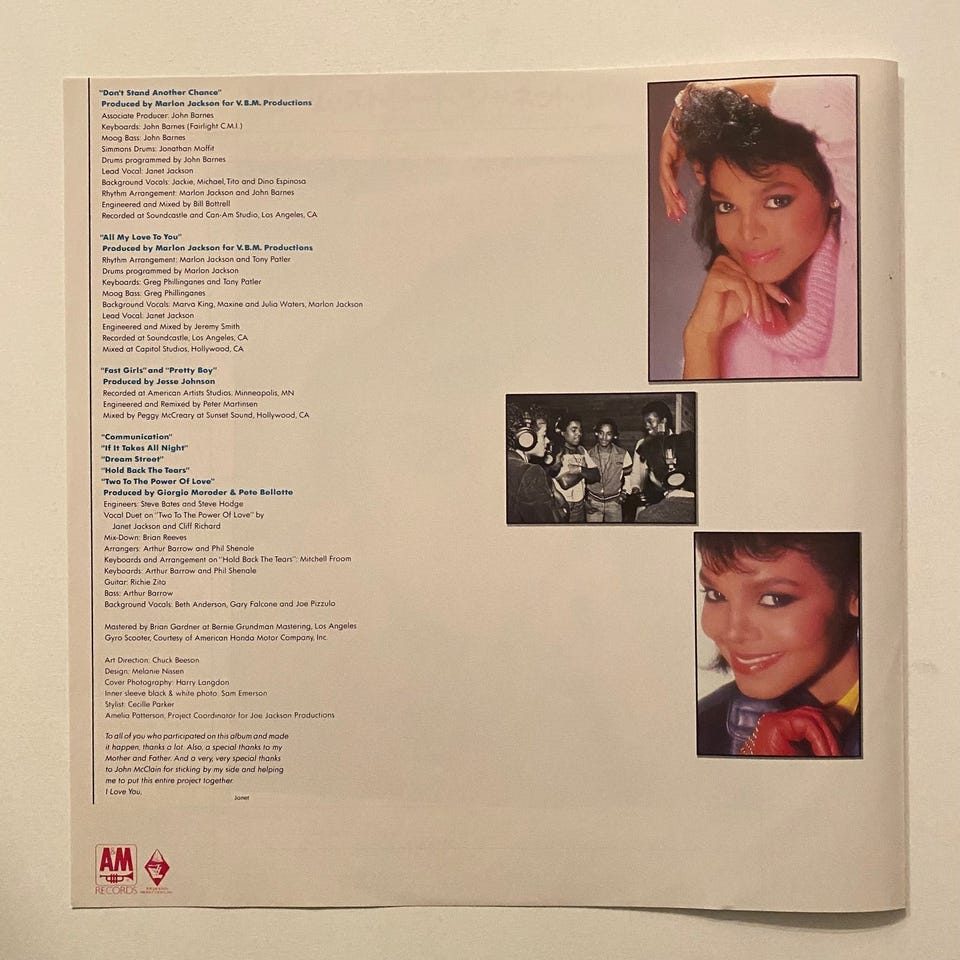 "Don't Stand Another Chance"
Produced by Marlon Jackson for V.B.M. Productions
Associate Producer: John Barnes
Keyboards: John Barnes (Fairlight C.M.I.)
Moog Bass: John Barnes
Simmons Drums: Jonathan Moffit
Drums programmed by John Barnes
Lead Vocal: Janet Jackson
Background Vocals: Jackie, Michael, Tito and Dino Espinosa
Rhythm Arrangement: Marlon Jackson and John Barnes
Engineered and Mixed by Bill Bottrell
Recorded at Soundcastle and Can-Am Studio, Los Angeles, CA
"All My Love To You"
Produced by Marlon Jackson for V.B.M. Productions
Rhythm Arrangement: Marlon Jackson and Tony Patler
Drums programmed by Marlon Jackson
Keyboards: Greg Phillinganes and Tony Patler
Moog Bass: Greg Phillinganes
Background Vocals: Marva King, Maxine and Julia Waters, Marlon Jackson
Lead Vocal: Janet Jackson
Engineered and Mixed by Jeremy Smith
Recorded at Soundcastle, Los Angeles, CA
Mixed at Capitol Studios, Hollywood, CA
"Fast Girls" and "Pretty Boy"
Produced by Jesse Johnson
Recorded at American Artists Studios, Minneapolis, MN
Engineered and Remixed by Peter Martinsen
Mixed by Peggy McCreary at Sunset Sound, Hollywood, CA
"Communication"
"If It Takes All Night"
"Dream Street"
"Hold Back The Tears"
"Two To The Power Of Love"
Produced by Giorgio Moroder & Pete Bellotte
Engineers: Steve Bates and Steve Hodge
Vocal Duet on "Two To The Power Of Love" by
Janet Jackson and Cliff Richard
Mix-Down: Brian Reeves
Arrangers: Arthur Barrow and Phil Shenale
Keyboards and Arrangement on "Hold Back The Tears": Mitchell Froom
Keyboards: Arthur Barrow and Phil Shenale
Guitar: Richie Zito
Bass: Arthur Barrow
Background Vocals: Beth Anderson, Gary Falcone and Joe Pizzulo
Mastered by Brian Gardner at Bernie Grundman Mastering, Los Angeles
Gyro Scooter, Courtesy of American Honda Motor Company, Inc.
Art Direction: Chuck Beeson
Design: Melanie Nissen
Cover Photography: Harry Langdon
Inner sleeve black & white photo: Sam Emerson
Stylist: Cecille Parker
Amelia Patterson; Project Coordinator for Joe Jackson Productions
To all of you who participated on this album and made
it happen, thanks a lot. Also, a special thanks to my
Mother and Father. And a very, very special thanks
to John McClain for sticking by my side and helping
me to put this entire project together.
I Love You,
Janet
A&M
RECORDS